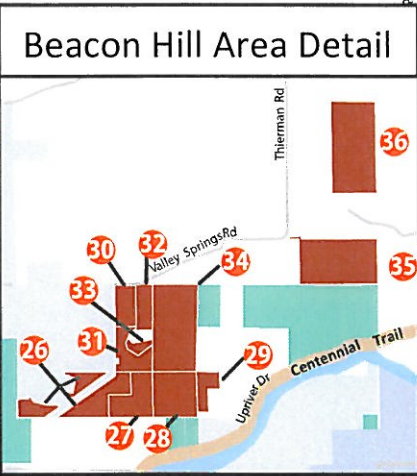 Beacon Hill Area Detail
Thierman Rd
36
Valley SpringsRd
30
32
34
35
33
31
29
26
Centennial Trail
Upriver Dr
27
28